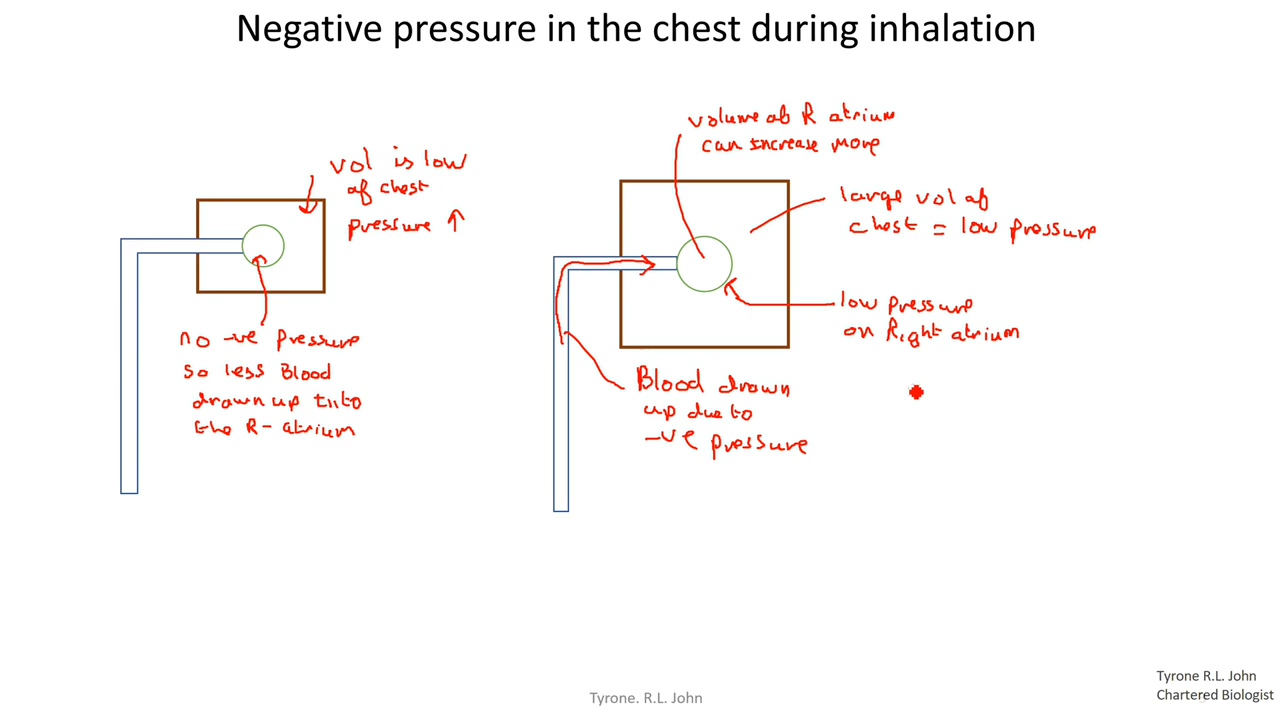 Negative pressure in the chest during inhalation
vol is low
of chest
pressure ↑
no -ve pressure
so less Blood
drawn up into
the R- atrium
volume of R atrium
can increase more
large vol of
chest = low pressure
low pressure
on Right atrium
Blood drawn
up due to
-ve pressure
Tyrone. R.L. John
Tyrone R.L. John
Chartered Biologist